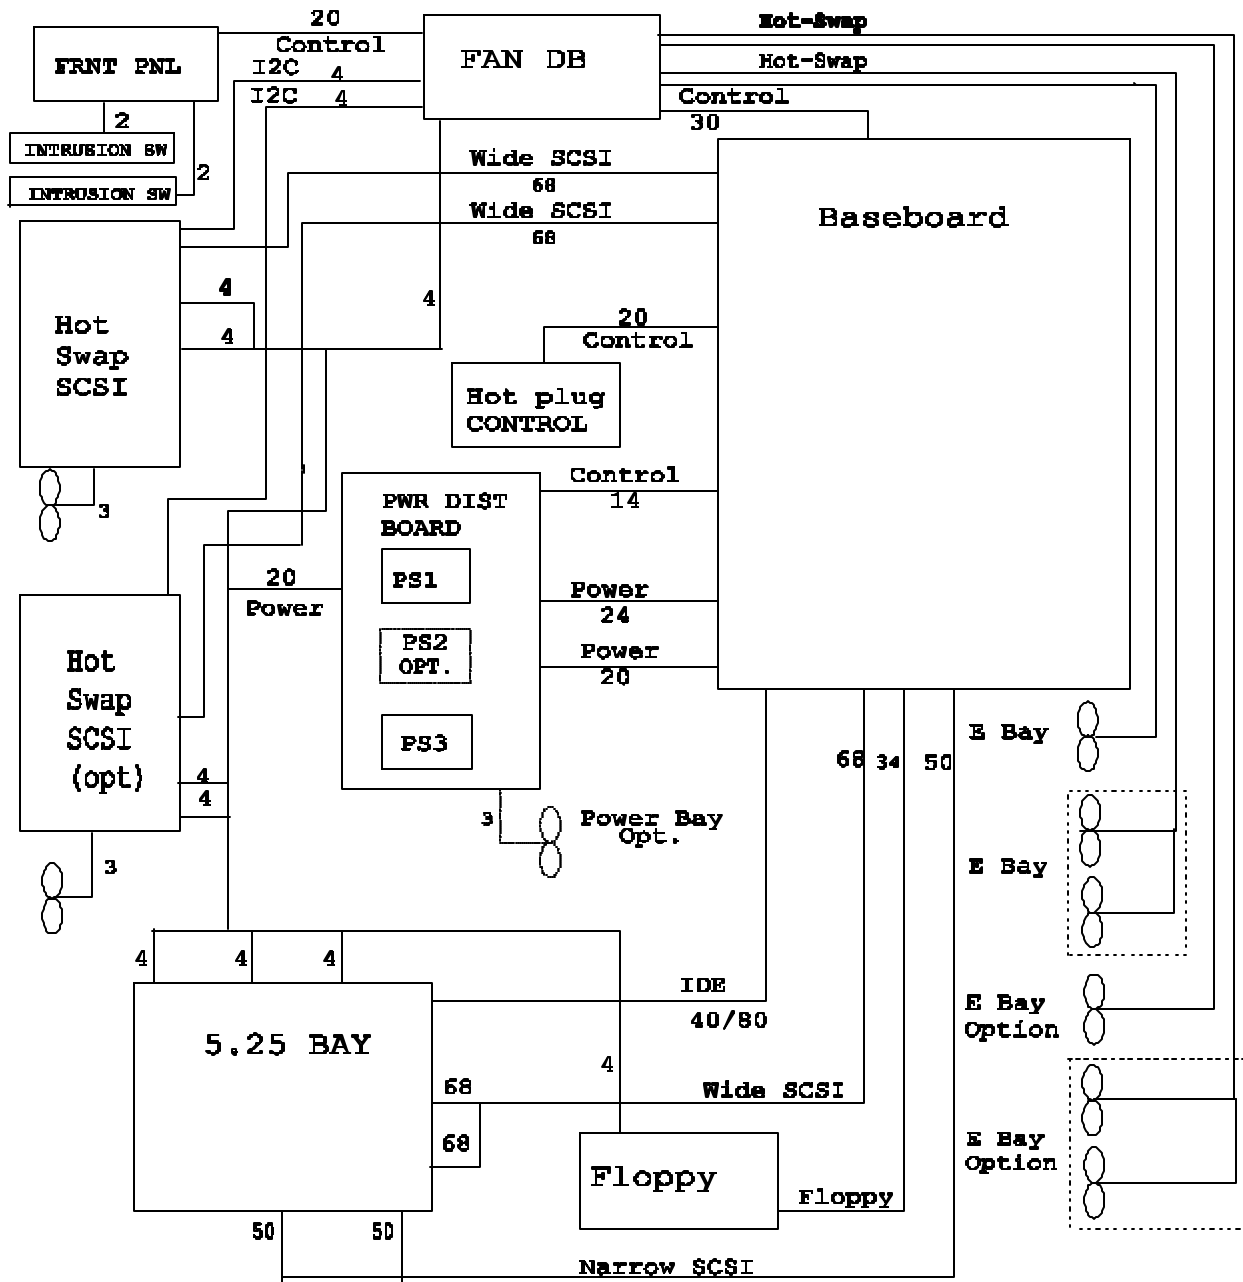 20
Hot-Swap
FRNT PNL
Control
FAN DB
Hot-Swap
I2C 4
I2C 4
Control
30
2
INTRUSION SW
2
INTRUSION SW
Wide SCSI
68
Wide SCSI
68
Baseboard
4
4
4
Hot
Swap
SCSI
20
Control
Hot plug
CONTROL
3
PWR DIST
BOARD
Control
14
PS1
20
Power
Power
24
PS2
OPT.
Power
20
PS3
Hot
Swap
SCSI
(opt)
4
4
3
3
Power Bay
Opt.
68
34
50
E Bay
E Bay
4
4
4
IDE
40/80
E Bay
Option
5.25 BAY
4
68
Wide SCSI
68
Floppy
Floppy
E Bay
Option
50
50
Narrow SCSI